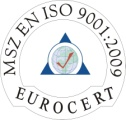 MSZ EN ISO 9001:2009
EUROCERT